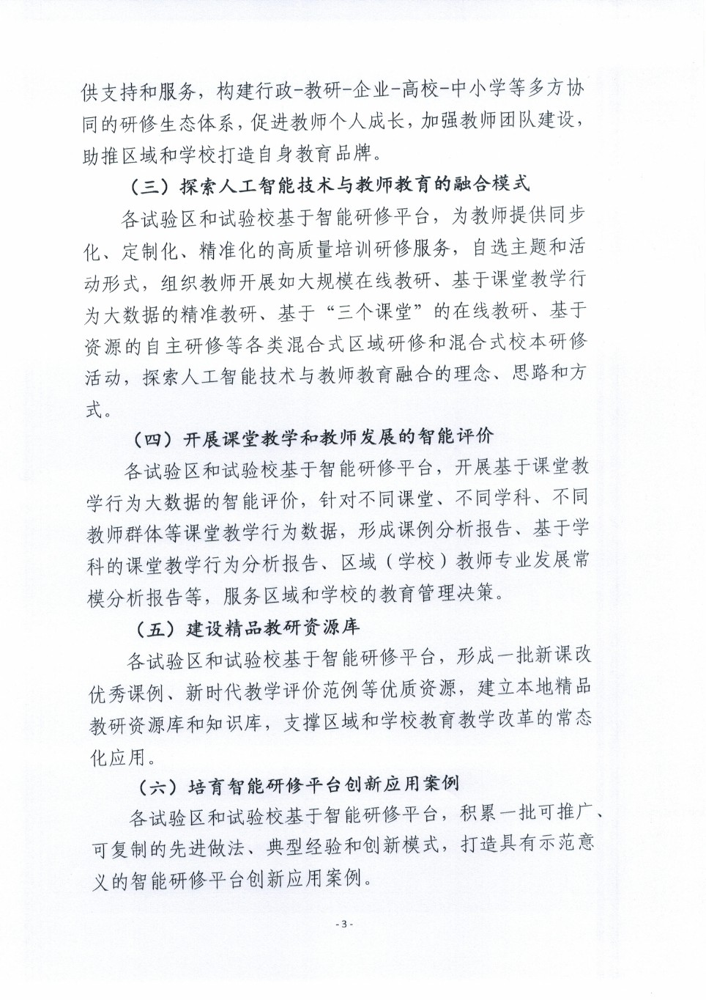 供支持和服务，构建行政-教研-企业-高校-中小学等多方协
同的研修生态体系，促进教师个人成长，加强教师团队建设，
助推区域和学校打造自身教育品牌。
（三）探索人工智能技术与教师教育的融合模式
各试验区和试验校基于智能研修平台，为教师提供同步
化、定制化、精准化的高质量培训研修服务，自选主题和活
动形式，组织教师开展如大规模在线教研、基于课堂教学行
为大数据的精准教研、基于“三个课堂”的在线教研、基于
资源的自主研修等各类混合式区域研修和混合式校本研修
活动，探索人工智能技术与教师教育融合的理念、思路和方
式。
（四）开展课堂教学和教师发展的智能评价
各试验区和试验校基于智能研修平台，开展基于课堂教
学行为大数据的智能评价，针对不同课堂、不同学科、不同
教师群体等课堂教学行为数据，形成课例分析报告、基于学
科的课堂教学行为分析报告、区域（学校）教师专业发展常
模分析报告等，服务区域和学校的教育管理决策。
（五）建设精品教研资源库
各试验区和试验校基于智能研修平台，形成一批新课改
优秀课例、新时代教学评价范例等优质资源，建立本地精品
教研资源库和知识库，支撑区域和学校教育教学改革的常态
化应用。
（六）培育智能研修平台创新应用案例
各试验区和试验校基于智能研修平台，积累一批可推广、
可复制的先进做法、典型经验和创新模式，打造具有示范意
义的智能研修平台创新应用案例。
- 3 -